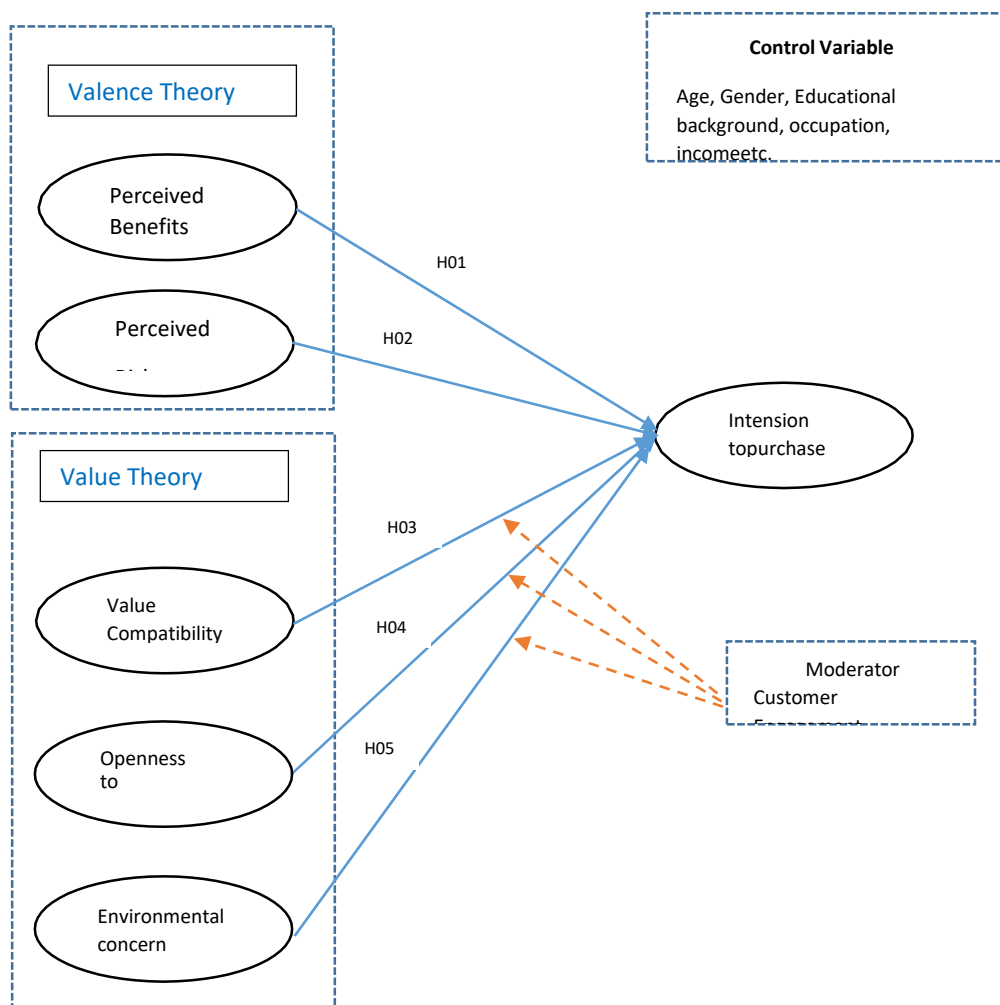 Valence Theory
Perceived
Benefits
Perceived
Control Variable
Age, Gender, Educational
background, occupation,
incomeetc.
H01
H02
Intension
topurchase
Value Theory
Value
Compatibility
H03
Openness
to
H04
Environmental
concern
H05
Moderator
Customer